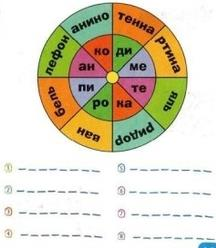 анино
тенна
ртина
яль
ридор
ван
бель
лефон
ко
ди
ме
те
ка
ро
пи
ан
1
2
3
4
5
6
7
8